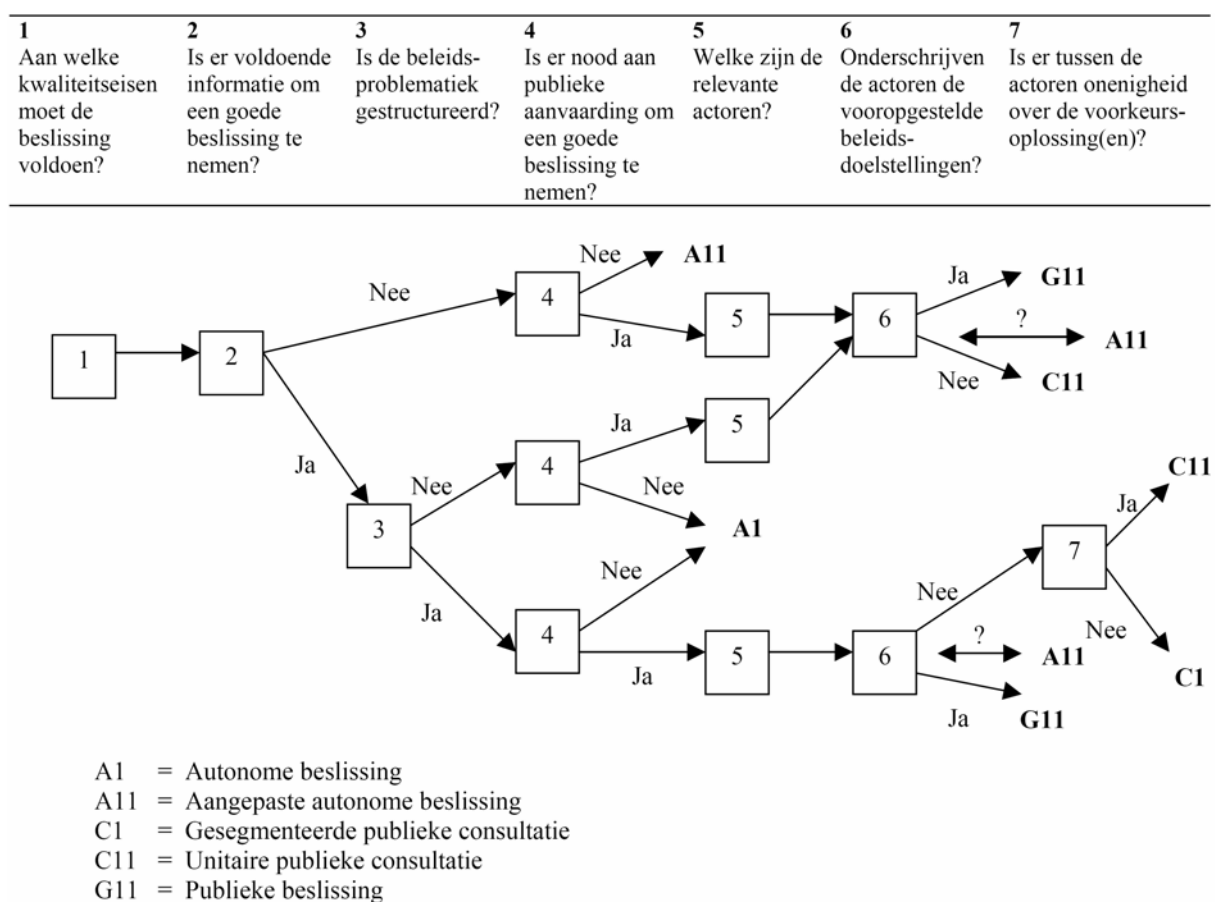 1
Aan welke
kwaliteitseisen
moet de
beslissing
voldoen?
2
Is er voldoende
informatie om
een goede
beslissing te
nemen?
3
Is de beleids-
problematiek
gestructureerd?
4
Is er nood aan
publieke
aanvaarding om
een goede
beslissing te
nemen?
5
Welke zijn de
relevante
actoren?
6
Onderschrijven
de actoren de
vooropgestelde
beleids-
doelstellingen?
7
Is er tussen de
actoren onenigheid
over de voorkeurs-
oplossing(en)?
1
2
Nee
Ja
4
Nee
A11
Ja
5
6
Ja
G11
?
A11
Nee
C11
3
Nee
4
Ja
5
Nee
A1
Ja
4
Nee
Ja
5
6
Nee
?
A11
Ja
G11
7
Ja
C11
Nee
C1
A1 = Autonome beslissing
A11 = Aangepaste autonome beslissing
C1 = Gesegmenteerde publieke consultatie
C11 = Unitaire publieke consultatie
G11 = Publieke beslissing